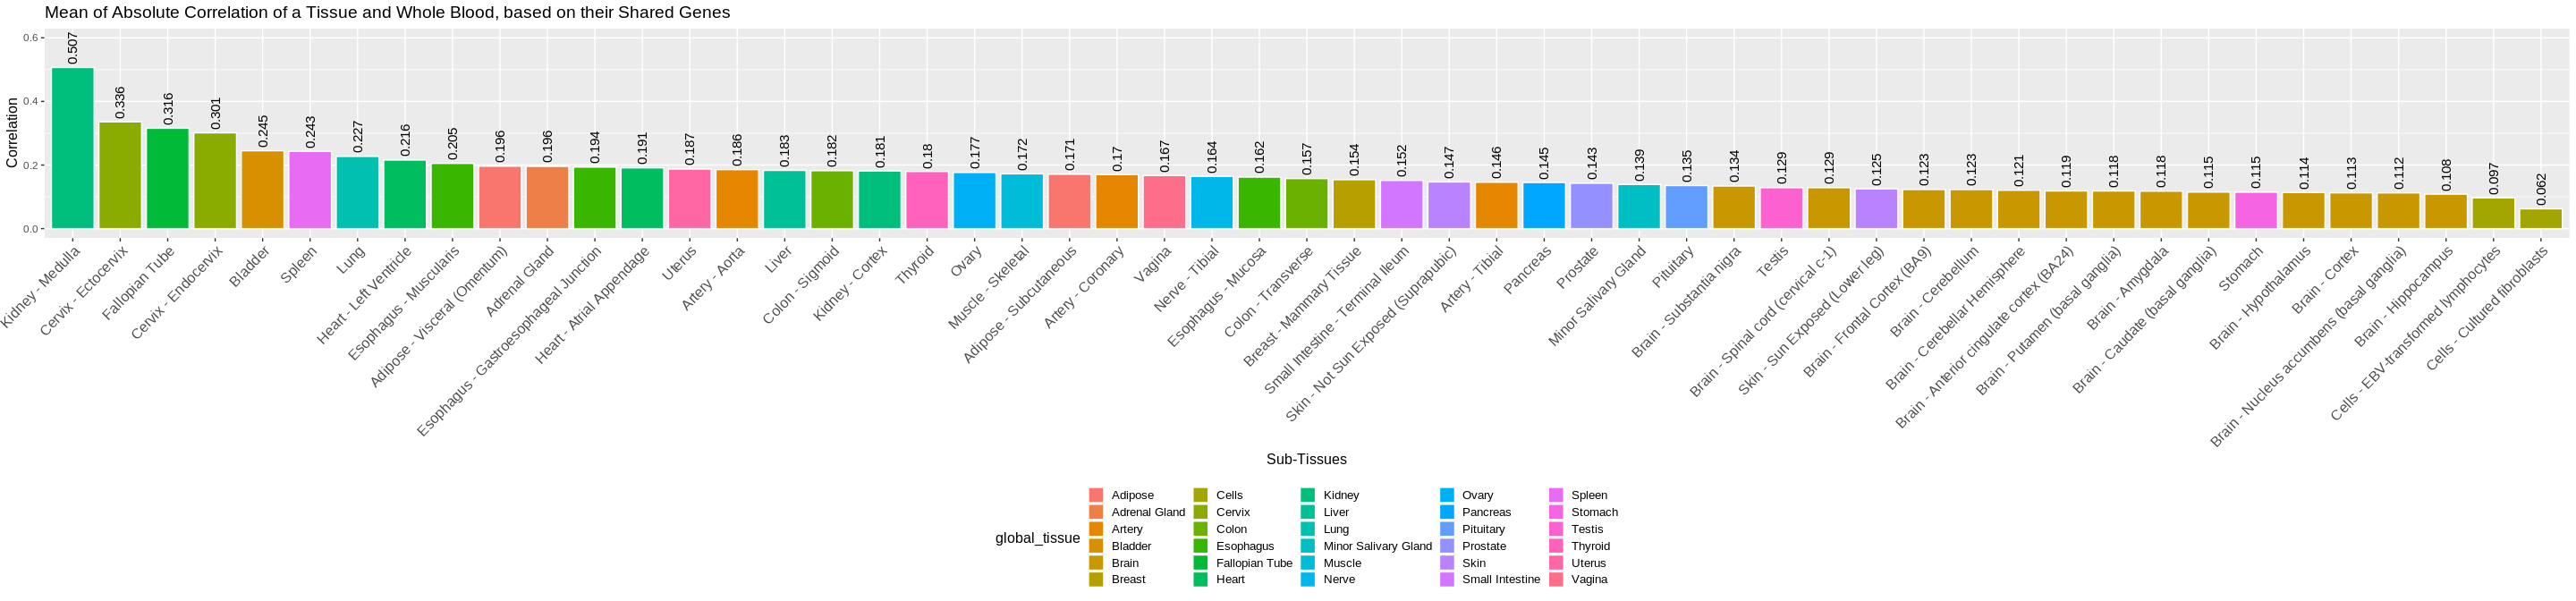 Mean of Absolute Correlation of a Tissue and Whole Blood, based on their Shared Genes
Correlation
0.6
0.4
0.2
0.0
0.507
0.336
0.316
0.301
0.245
0.243
0.227
0.216
0.205
0.196
0.196
0.194
0.191
0.187
0.186
0.183
0.182
0.181
0.18
0.177
0.172
0.171
0.17
0.167
0.164
0.162
0.157
0.154
0.152
0.147
0.146
0.145
0.143
0.139
0.135
0.134
0.129
0.129
0.125
0.123
0.123
0.121
0.119
0.118
0.118
0.115
0.115
0.114
0.113
0.112
0.108
0.097
0.062
Kidney - Medulla
Cervix - Ectocervix
Fallopian Tube
Cervix - Endocervix
Bladder
Spleen
Lung
Heart - Left Ventricle
Esophagus - Muscularis
Adipose - Visceral (Omentum)
Adrenal Gland
Esophagus - Gastroesophageal Junction
Heart - Atrial Appendage
Uterus
Artery - Aorta
Liver
Colon - Sigmoid
Kidney - Cortex
Thyroid
Ovary
Muscle - Skeletal
Adipose - Subcutaneous
Artery - Coronary
Vagina
Nerve - Tibial
Esophagus - Mucosa
Colon - Transverse
Breast - Mammary Tissue
Small Intestine - Terminal Ileum
Skin - Not Sun Exposed (Suprapubic)
Artery - Tibial
Pancreas
Prostate
Minor Salivary Gland
Pituitary
Brain - Substantia nigra
Testis
Brain - Spinal cord (cervical c-1)
Skin - Sun Exposed (Lower leg)
Brain - Frontal Cortex (BA9)
Brain - Cerebellum
Brain - Cerebellar Hemisphere
Brain - Anterior cingulate cortex (BA24)
Brain - Putamen (basal ganglia)
Brain - Amygdala
Brain - Caudate (basal ganglia)
Stomach
Brain - Hypothalamus
Brain - Cortex
Brain - Nucleus accumbens (basal ganglia)
Brain - Hippocampus
Cells - EBV-transformed lymphocytes
Cells - Cultured fibroblasts
Sub-Tissues
global_tissue
Adipose
Adrenal Gland
Artery
Bladder
Brain
Breast
Cells
Cervix
Colon
Esophagus
Fallopian Tube
Heart
Kidney
Liver
Lung
Minor Salivary Gland
Muscle
Nerve
Ovary
Pancreas
Pituitary
Prostate
Skin
Small Intestine
Spleen
Stomach
Testis
Thyroid
Uterus
Vagina